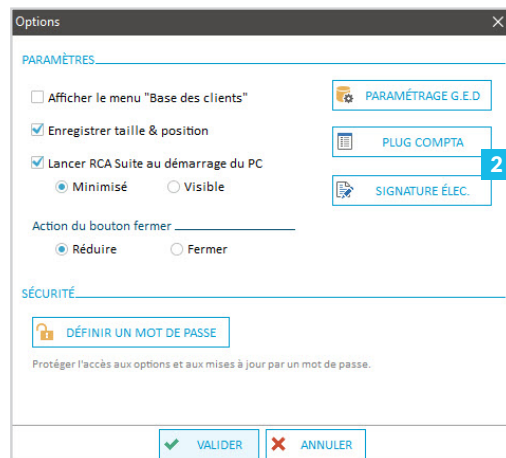 Options
PARAMÈTRES
Afficher le menu "Base des clients"
PARAMÉTRAGE G.E.D
Enregistrer taille & position
PLUG COMPTA
2
Lancer RCA Suite au démarrage du PC
Minimisé Visible
SIGNATURE ÉLEC.
Action du bouton fermer
Réduire Fermer
SÉCURITÉ
DÉFINIR UN MOT DE PASSE
Protéger l'accès aux options et aux mises à jour par un mot de passe.
VALIDER ANNULER